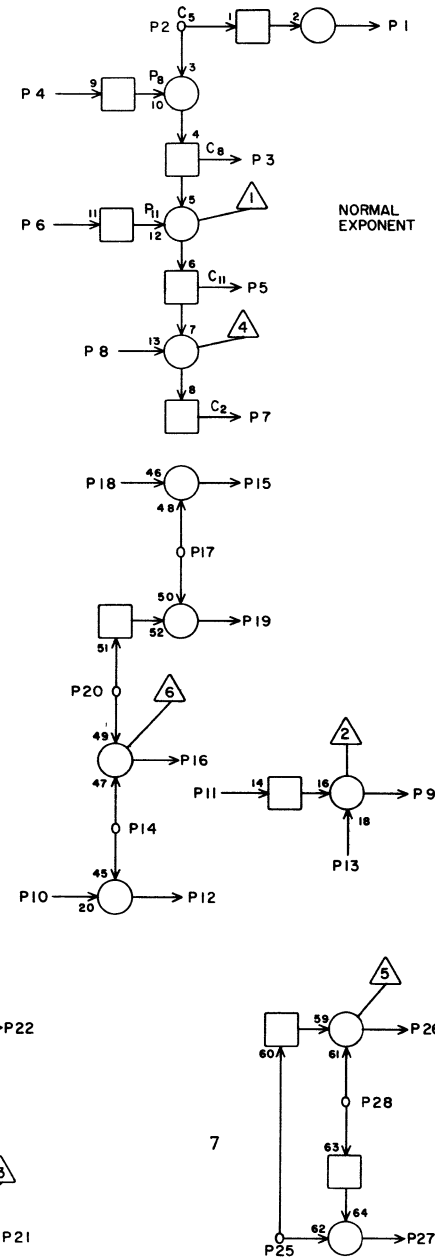 C5
P2 1 2 P1
3
P4 9 P8
10
4
C8
P3
5 1
P6 11 P11
12
NORMAL
EXPONENT
6
C11
P5
7 4
P8 13
8
C2
P7
P18 46 P15
48
P17
50
52 P19
51
P20 6
49
47 P16
2
P11 14 16 P9
18
P13
P14
45
P10 20 P12
5
P22
60 59 P26
61
P28
7
63
3
64
P21
P25 62 P27